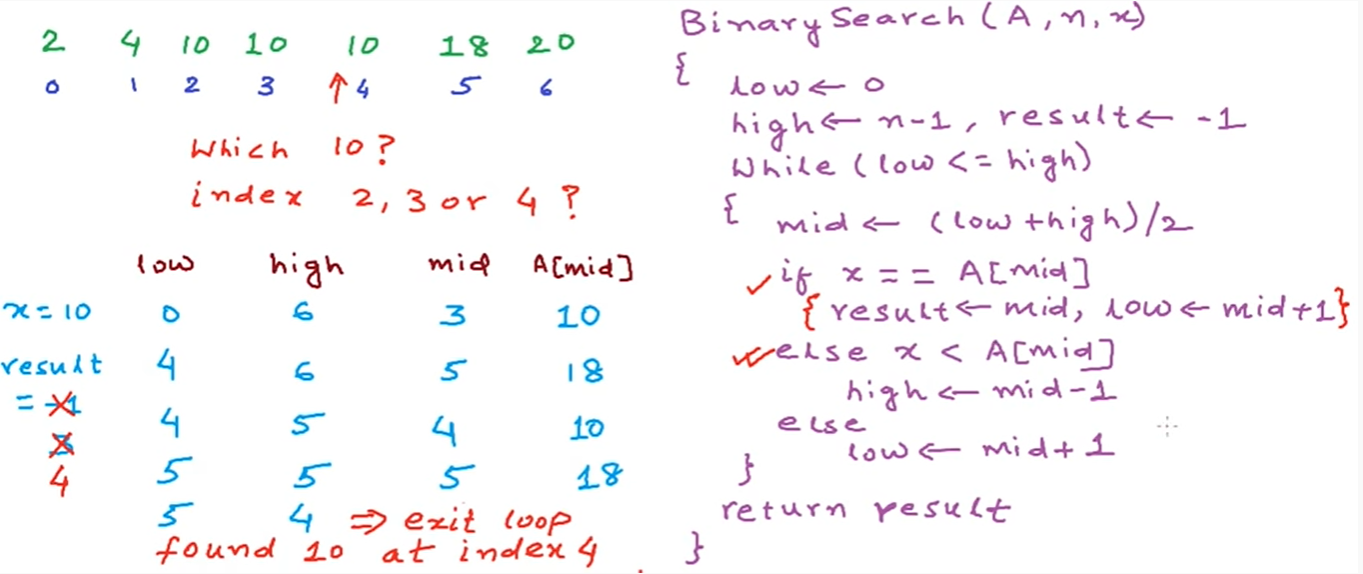 2 4 10 10 10 18 20
0 1 2 3 ↑ 4 5 6
Which 10 ?
index 2, 3 or 4 ?
low high mid A[mid]
x = 10 0 6 3 10
result 4 6 5 18
= -1
4 5 4 10
3
4 5 5 5 18
5 4 ⇒ exit loop
found 10 at index 4
Binary Search (A, n, x)
{
low ← 0
high ← n-1, result ← -1
While (low <= high)
{ mid ← (low + high)/2
✓ if x == A[mid]
{ result ← mid, low ← mid+1}
✓ else x < A[mid]
high ← mid-1
else
low ← mid + 1
}
return result
}